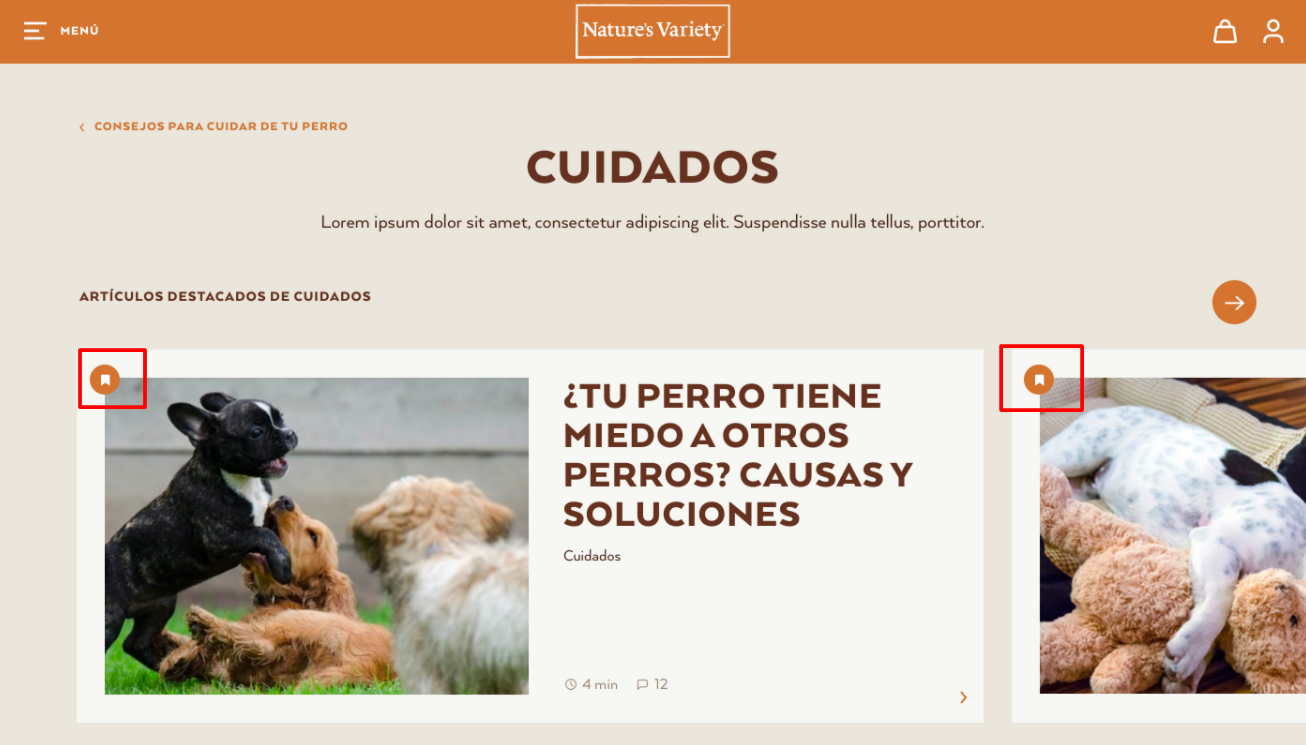 MENÚ
Nature's Variety
CONSEJOS PARA CUIDAR DE TU PERRO
CUIDADOS
Lorem ipsum dolor sit amet, consectetur adipiscing elit. Suspendisse nulla tellus, porttitor.
ARTÍCULOS DESTACADOS DE CUIDADOS
¿TU PERRO TIENE
MIEDO A OTROS
PERROS? CAUSAS Y
SOLUCIONES
Cuidados
4 min 12